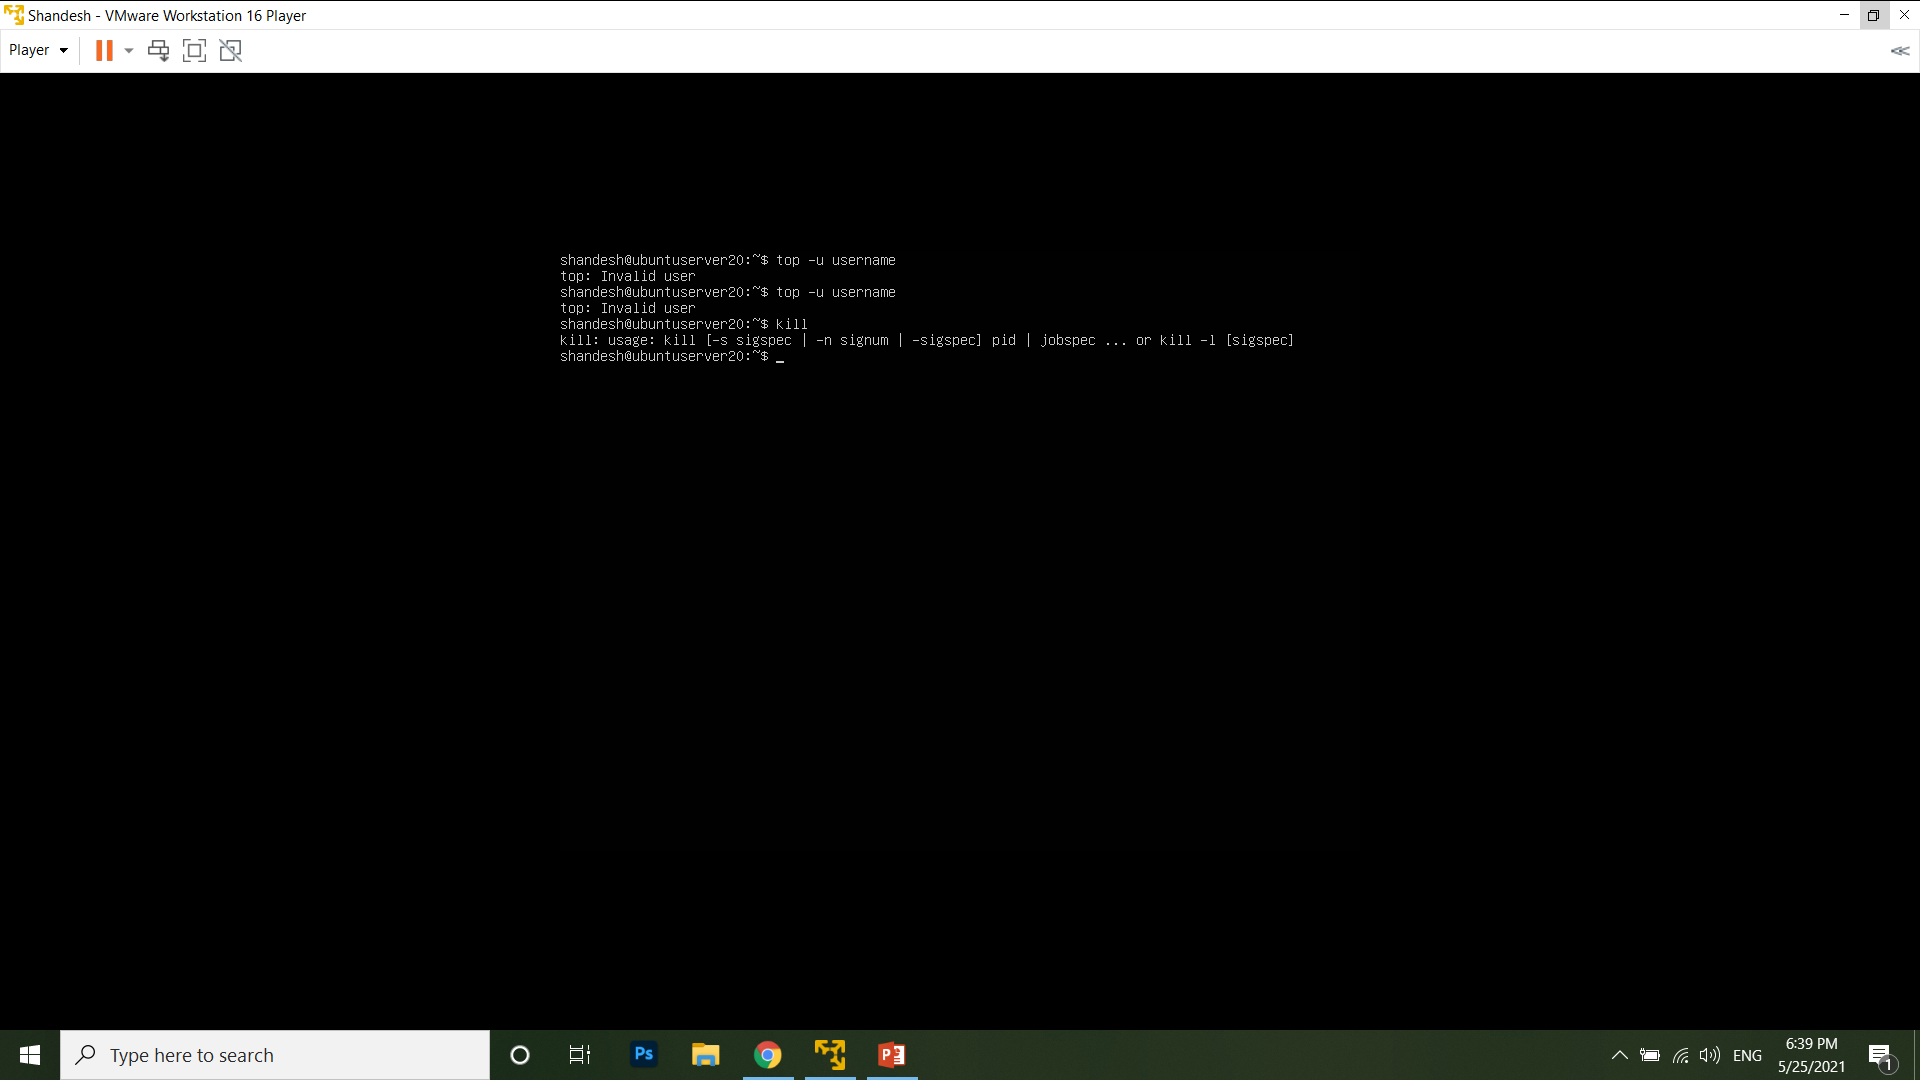 Shandesh - VMware Workstation 16 Player
Player
shandesh@ubuntuserver20:~$ top -u username
top: Invalid user
shandesh@ubuntuserver20:~$ top -u username
top: Invalid user
shandesh@ubuntuserver20:~$ kill
kill: usage: kill [-s sigspec | -n signum | -sigspec] pid | jobspec ... or kill -l [sigspec]
shandesh@ubuntuserver20:~$ _
Type here to search
Ps
P
ENG
6:39 PM
5/25/2021
1